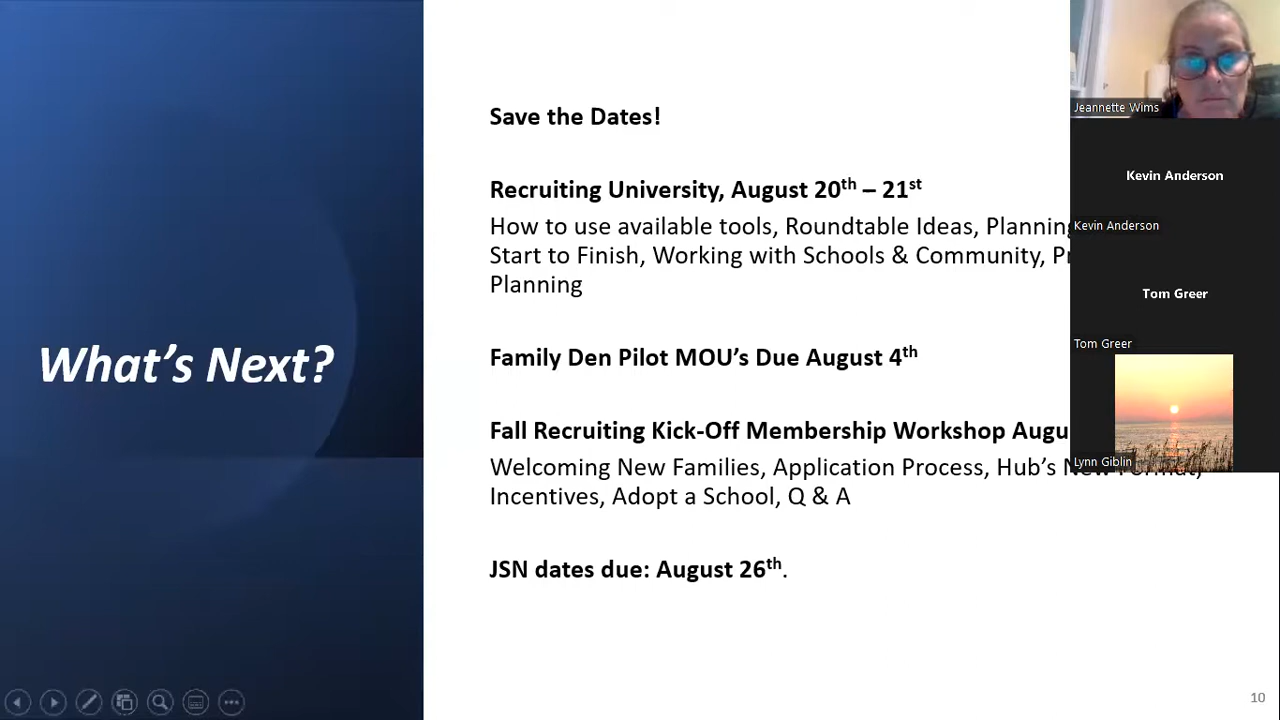 What's Next?
Save the Dates!
Recruiting University, August 20th – 21st
How to use available tools, Roundtable Ideas, Planning
Start to Finish, Working with Schools & Community,
Planning
Family Den Pilot MOU's Due August 4th
Fall Recruiting Kick-Off Membership Workshop
Welcoming New Families, Application Process, Hub's New Format,
Incentives, Adopt a School, Q & A
JSN dates due: August 26th.
10
Jeannette Wims
Kevin Anderson
Kevin Anderson
Tom Greer
Tom Greer
Lynn Giblin